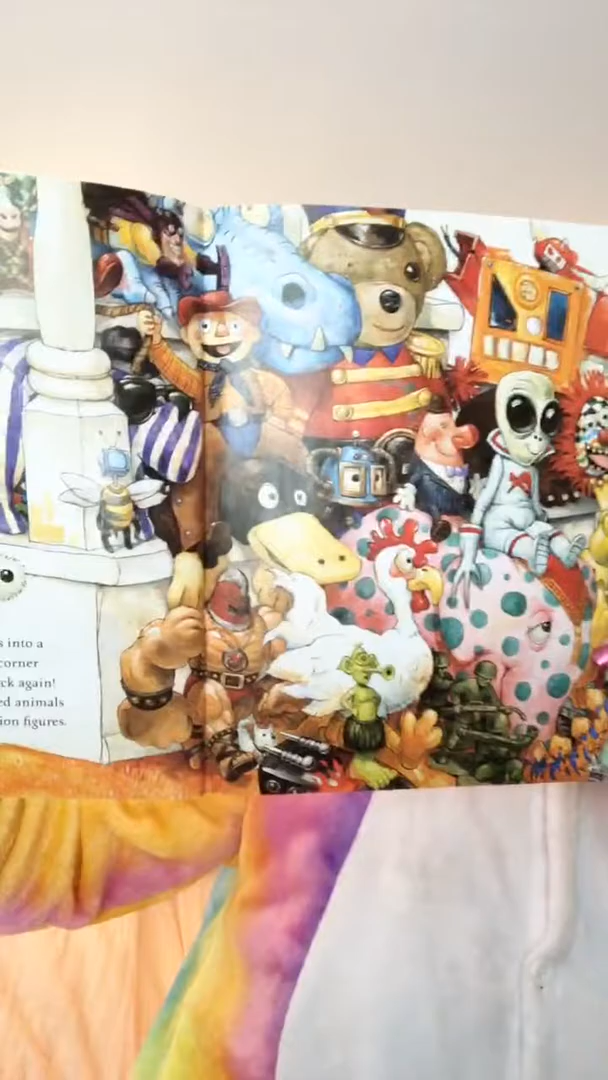 s into a
corner
ck again!
ed animals
ion figures.